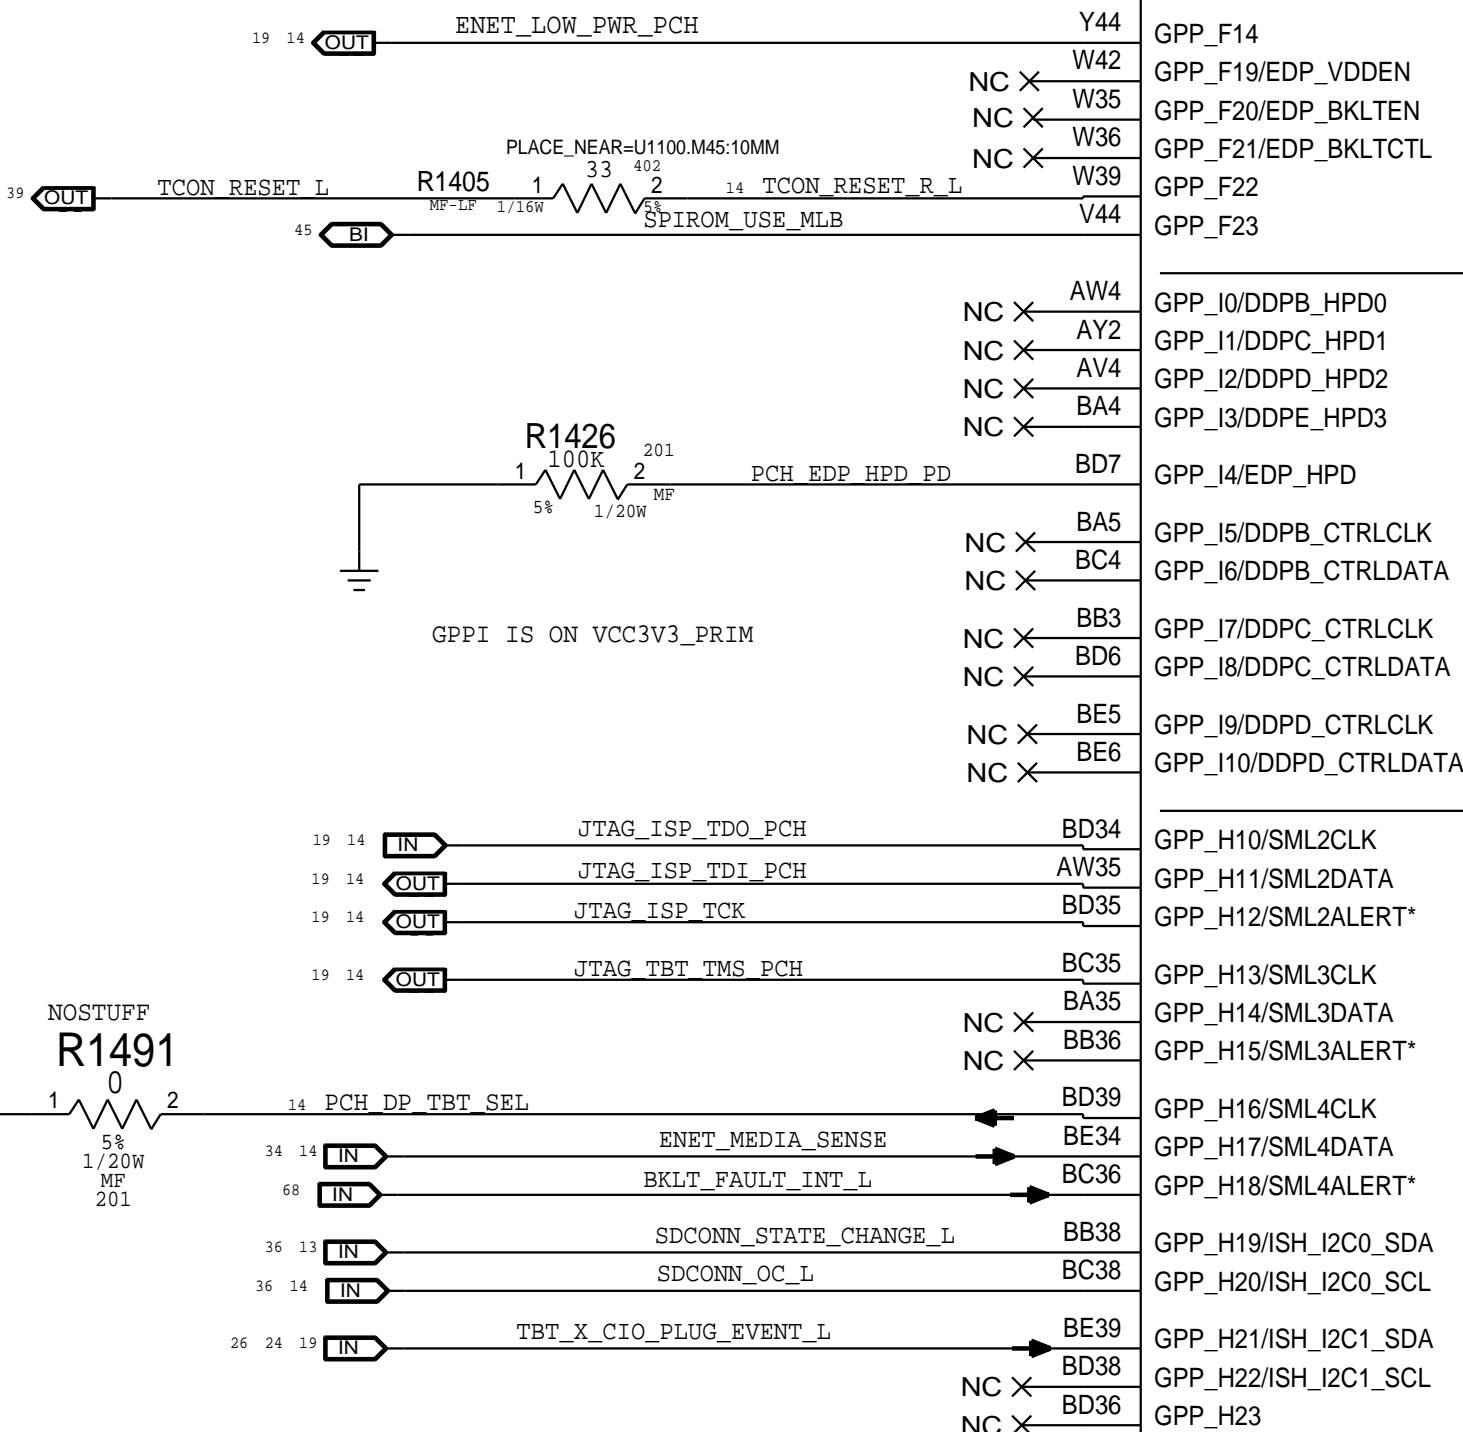 19 14 OUT ENET_LOW_PWR_PCH Y44 GPP_F14
NC W42 GPP_F19/EDP_VDDEN
NC W35 GPP_F20/EDP_BKLTEN
NC W36 GPP_F21/EDP_BKLTCTL
PLACE_NEAR=U1100.M45:10MM
33 402
39 OUT TCON_RESET_L R1405 1 2 14 TCON_RESET_R_L W39 GPP_F22
MF-LF 1/16W 5%
45 BI SPIROM_USE_MLB V44 GPP_F23
NC AW4 GPP_I0/DDPB_HPD0
NC AY2 GPP_I1/DDPC_HPD1
NC AV4 GPP_I2/DDPD_HPD2
NC BA4 GPP_I3/DDPE_HPD3
R1426
100K 201
1 2 PCH_EDP_HPD_PD BD7 GPP_I4/EDP_HPD
5% 1/20W MF
NC BA5 GPP_I5/DDPB_CTRLCLK
NC BC4 GPP_I6/DDPB_CTRLDATA
GPPI IS ON VCC3V3_PRIM
NC BB3 GPP_I7/DDPC_CTRLCLK
NC BD6 GPP_I8/DDPC_CTRLDATA
NC BE5 GPP_I9/DDPD_CTRLCLK
NC BE6 GPP_I10/DDPD_CTRLDATA
19 14 IN JTAG_ISP_TDO_PCH BD34 GPP_H10/SML2CLK
19 14 OUT JTAG_ISP_TDI_PCH AW35 GPP_H11/SML2DATA
19 14 OUT JTAG_ISP_TCK BD35 GPP_H12/SML2ALERT*
19 14 OUT JTAG_TBT_TMS_PCH BC35 GPP_H13/SML3CLK
NC BA35 GPP_H14/SML3DATA
NC BB36 GPP_H15/SML3ALERT*
NOSTUFF
R1491
0
1 2 14 PCH_DP_TBT_SEL BD39 GPP_H16/SML4CLK
5%
1/20W
MF
201
34 14 IN ENET_MEDIA_SENSE BE34 GPP_H17/SML4DATA
68 IN BKLT_FAULT_INT_L BC36 GPP_H18/SML4ALERT*
36 13 IN SDCONN_STATE_CHANGE_L BB38 GPP_H19/ISH_I2C0_SDA
36 14 IN SDCONN_OC_L BC38 GPP_H20/ISH_I2C0_SCL
26 24 19 IN TBT_X_CIO_PLUG_EVENT_L BE39 GPP_H21/ISH_I2C1_SDA
NC BD38 GPP_H22/ISH_I2C1_SCL
NC BD36 GPP_H23